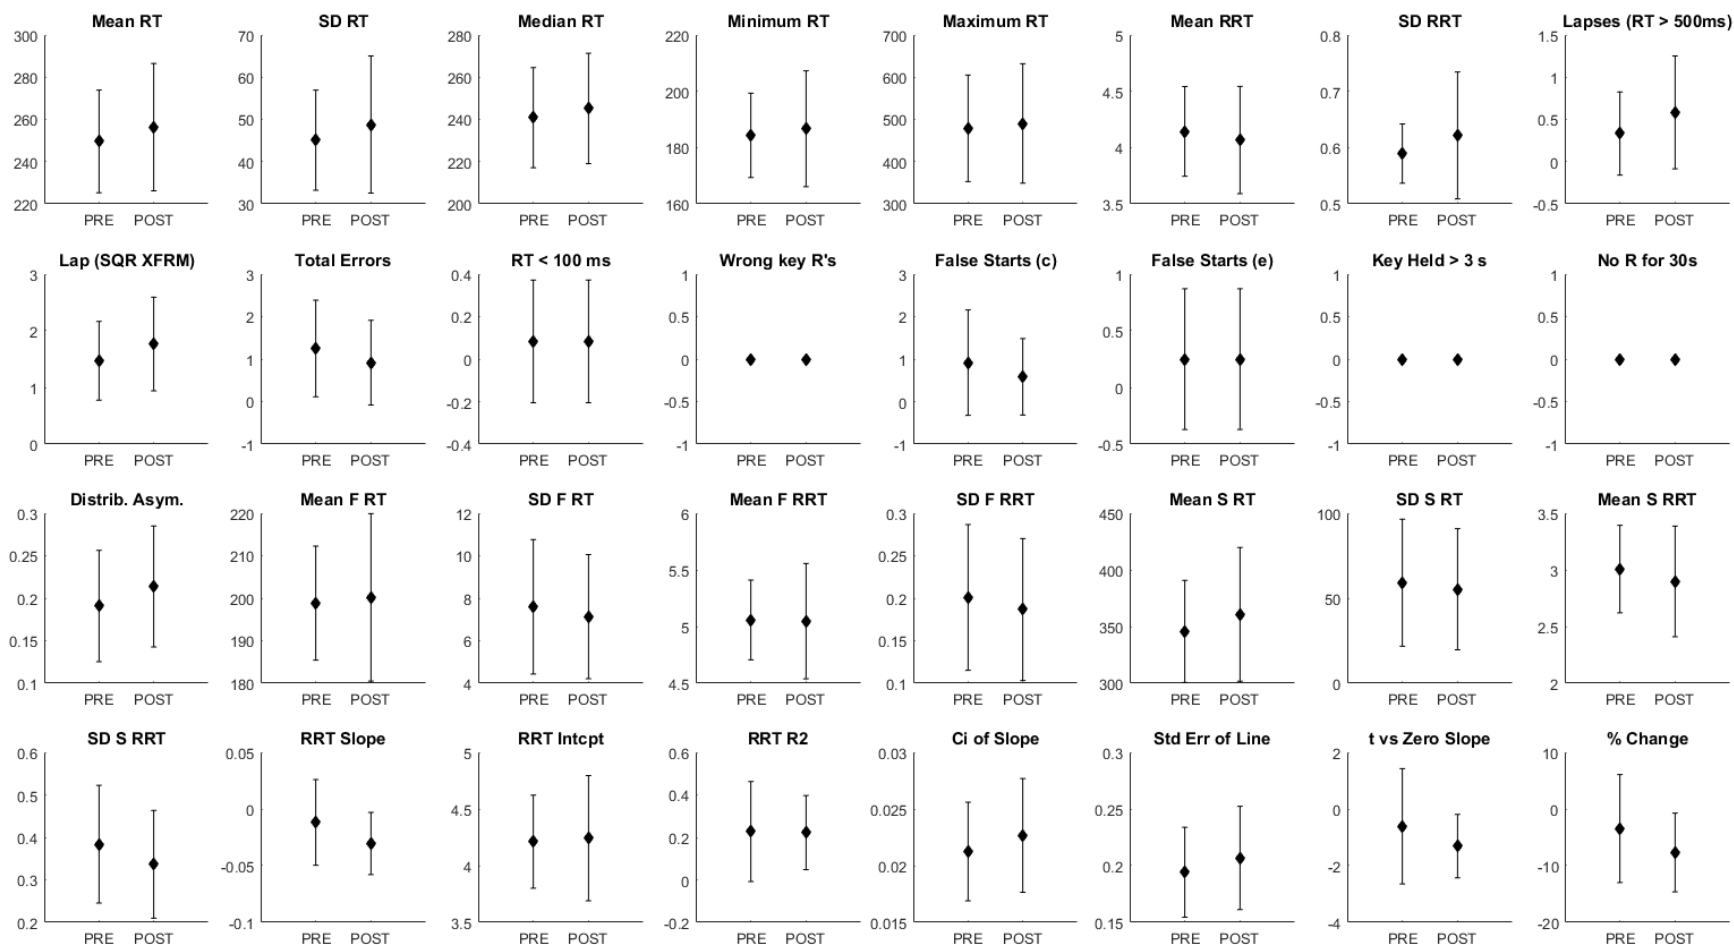 Mean RT SD RT Median RT Minimum RT Maximum RT Mean RRT SD RRT Lapses (RT > 500ms)
300 70 280 220 700 5 0.8 1.5
280 60 260 200 600 4.5 0.7 1
260 50 240 180 500 4 0.6 0.5
240 40 220 160 400 3.5 0.5 0
220 30 200 300 -0.5
PRE POST PRE POST PRE POST PRE POST PRE POST PRE POST PRE POST PRE POST
Lap (SQR XFRM) Total Errors RT < 100 ms Wrong key R's False Starts (c) False Starts (e) Key Held > 3 s No R for 30s
3 3 0.4 1 3 1 1 1
2 2 0.2 0.5 2 0.5 0.5 0.5
1 1 0 0 1 0 0 0
0 0 -0.2 -0.5 0 -0.5 -0.5 -0.5
-1 -0.4 -1 -1 -1 -1
PRE POST PRE POST PRE POST PRE POST PRE POST PRE POST PRE POST PRE POST
Distrib. Asym. Mean F RT SD F RT Mean F RRT SD F RRT Mean S RT SD S RT Mean S RRT
0.3 220 12 6 0.3 450 100 3.5
0.25 210 10 5.5 0.25 400 50 3
0.2 200 8 5 0.2 350 0 2.5
0.15 190 6 4.5 0.15 300 2
0.1 180 4 0.1
PRE POST PRE POST PRE POST PRE POST PRE POST PRE POST PRE POST PRE POST
SD S RRT RRT Slope RRT Intcpt RRT R2 Ci of Slope Std Err of Line t vs Zero Slope % Change
0.6 0.05 5 0.6 0.03 0.3 2 10
0.5 0 4.5 0.4 0.025 0.25 0 0
0.4 -0.05 4 0.2 0.02 0.2 -2 -10
0.3 -0.1 3.5 0 0.015 0.15 -4 -20
0.2 -0.2
PRE POST PRE POST PRE POST PRE POST PRE POST PRE POST PRE POST PRE POST